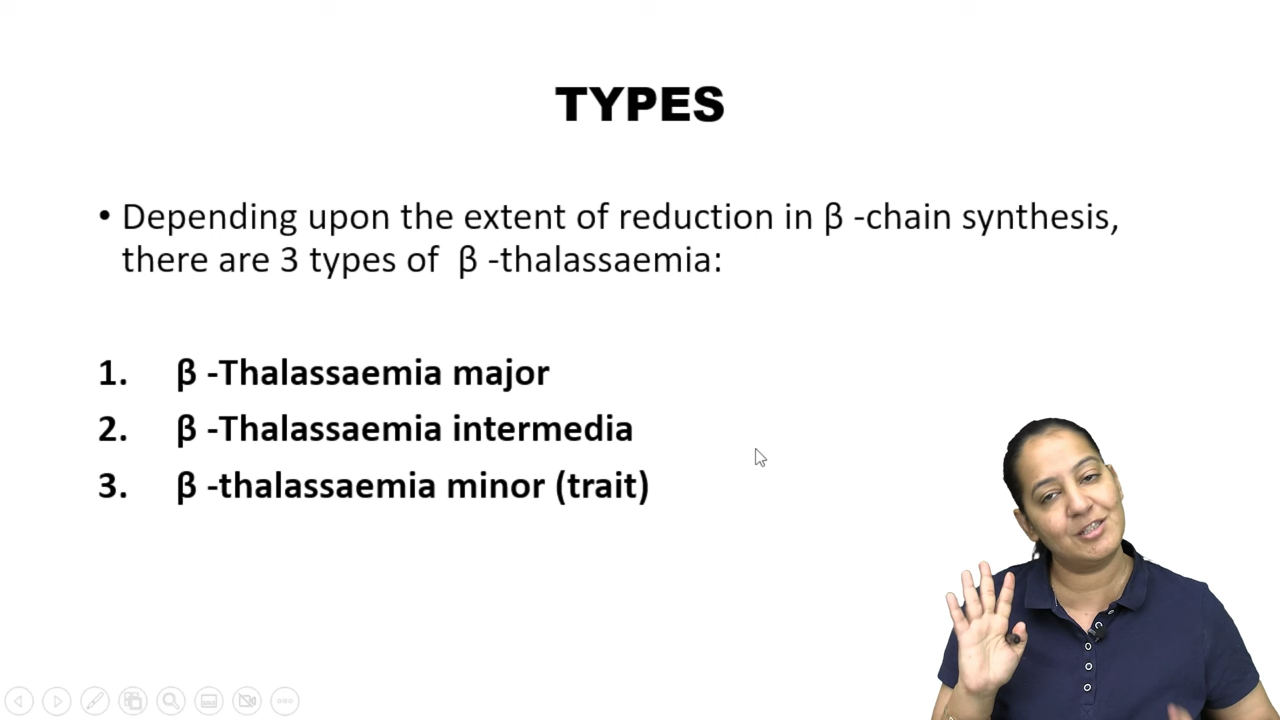 TYPES
• Depending upon the extent of reduction in β -chain synthesis,
there are 3 types of  β -thalassaemia:
1. β -Thalassaemia major
2. β -Thalassaemia intermedia
3. β -thalassaemia minor (trait)